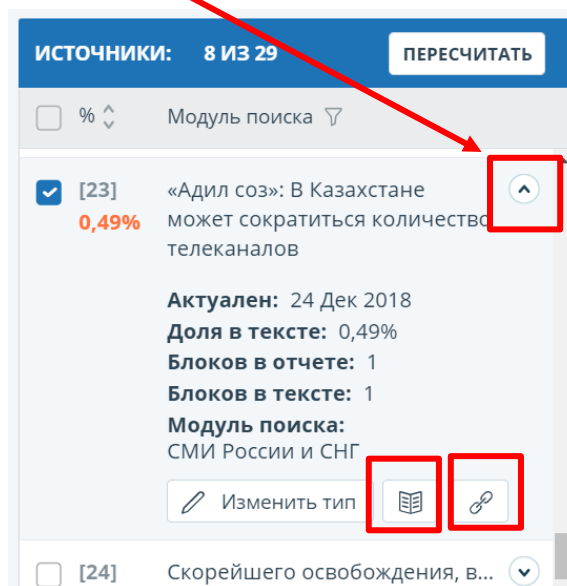 ИСТОЧНИКИ: 8 ИЗ 29 ПЕРЕСЧИТАТЬ
% Модуль поиска
[23] «Адил соз»: В Казахстане
0,49% может сократиться количество
телеканалов
Актуален: 24 Дек 2018
Доля в тексте: 0,49%
Блоков в отчете: 1
Блоков в тексте: 1
Модуль поиска:
СМИ России и СНГ
Изменить тип
[24] Скорейшего освобождения, в...